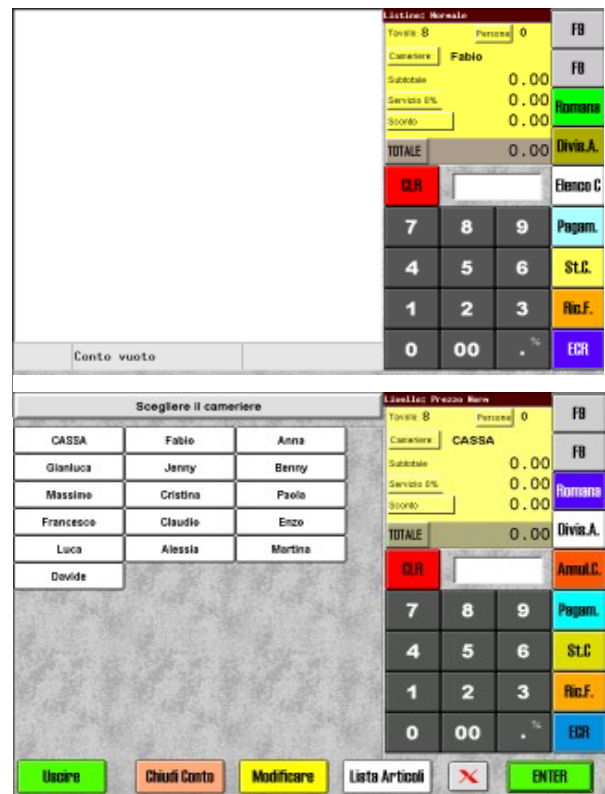 Listino: Normale
Tavolo: 8 Persone 0 F9
Cameriere Fabio
F8
Subtotale 0.00
Servizio 0% 0.00 Romana
Sconto 0.00
TOTALE 0.00 Divis.A.
CLR Elenco C
7 8 9 Pagam.
4 5 6 St.C.
1 2 3 Ric.F.
0 00 . % ECR
Conto vuoto
Scegliere il cameriere
Livello: Prezzo Norm
Tavolo: 8 Persone 0 F9
CASSA Fabio Anna
Cameriere CASSA
F8
Gianluca Jenny Benny
Subtotale 0.00
Massimo Cristina Paola
Servizio 0% 0.00 Romana
Sconto 0.00
Francesco Claudio Enzo
TOTALE 0.00 Divis.A.
Luca Alessia Martina
CLR Annul.C.
Davide
7 8 9 Pagam.
4 5 6 St.C
1 2 3 Ric.F.
0 00 . % ECR
Uscire Chiudi Conto Modificare Lista Articoli X ENTER